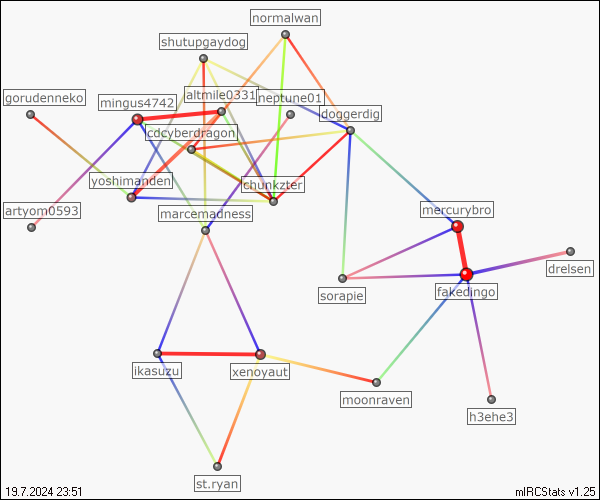 normalwan
shutupgaydog
gorudenneko
altmile0331
neptune01
mingus4742
doggerdig
cdcyberdragon
yoshimanden
chunkzter
artyom0593
marcemadness
mercurybro
drelsen
sorapie
fakedingo
ikasuzu
xenoyaut
moonraven
h3ehe3
st.ryan
19.7.2024 23:51
mIRCStats v1.25